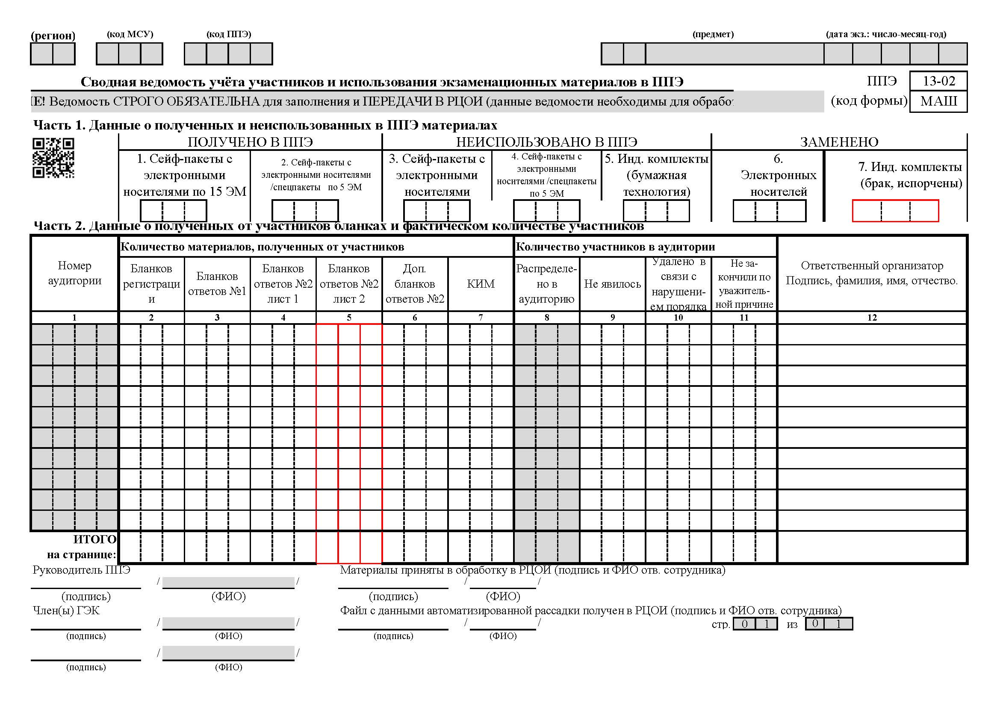 (регион) (код МСУ) (код ППЭ) (предмет) (дата экз.: число-месяц-год)
Сводная ведомость учёта участников и использования экзаменационных материалов в ППЭ ППЭ 13-02
Ведомость СТРОГО ОБЯЗАТЕЛЬНА для заполнения и ПЕРЕДАЧИ В РЦОИ (данные ведомости необходимы для (код формы) МАШ
Часть 1. Данные о полученных и неиспользованных в ППЭ материалах
ПОЛУЧЕНО В ППЭ НЕИСПОЛЬЗОВАНО В ППЭ ЗАМЕНЕНО
1. Сейф-пакеты с
электронными
носителями по 15 ЭМ
2. Сейф-пакеты с
электронными носителями
/спецпакеты по 5 ЭМ
3. Сейф-пакеты с
электронными
носителями
4. Сейф-пакеты с
электронными
носителями /спецпакеты
по 5 ЭМ
5. Инд. комплекты
(бумажная
технология)
6.
Электронных
носителей
7. Инд. комплекты
(брак, испорчены)
Часть 2. Данные о полученных от участников бланках и фактическом количестве участников
Номер
аудитории
Количество материалов, полученных от участников
Количество участников в аудитории
Бланков
регистраци
и
Бланков
ответов №1
Бланков
ответов №2
лист 1
Бланков
ответов №2
лист 2
Доп.
бланков
ответов №2
КИМ
Распределе-
но в
аудиторию
Не явилось
Удалено в
связи с
нарушени-
ем порядка
Не за-
кончили по
уважитель-
ной причине
Ответственный организатор
Подпись, фамилия, имя, отчество.
1 2 3 4 5 6 7 8 9 10 11 12
ИТОГО
на странице:
Руководитель ППЭ Материалы приняты в обработку в РЦОИ (подпись и ФИО отв. сотрудника)
/ / / /
(подпись) (ФИО) (подпись) (ФИО)
Член(ы) ГЭК Файл с данными автоматизированной рассадки получен в РЦОИ (подпись и ФИО отв. сотрудника)
/ / / / стр. 0 1 из 0 1
(подпись) (ФИО) (подпись) (ФИО)
/ /
(подпись) (ФИО)